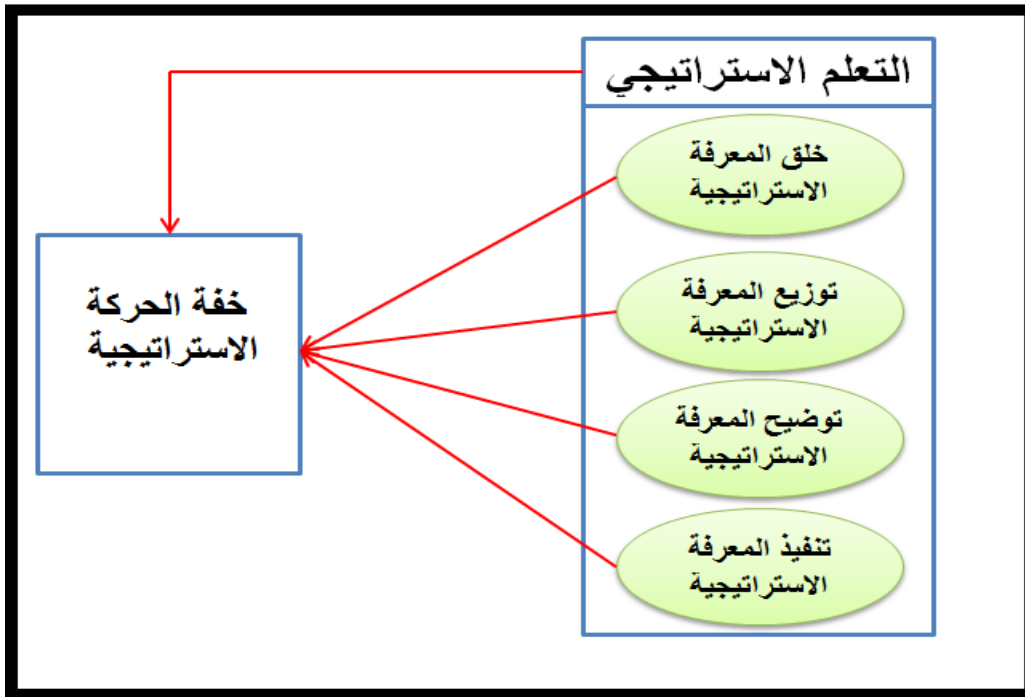 التعلم الاستراتيجي
خلق المعرفة
الاستراتيجية
توزيع المعرفة
الاستراتيجية
توضيح المعرفة
الاستراتيجية
تنفيذ المعرفة
الاستراتيجية
خفة الحركة
الاستراتيجية